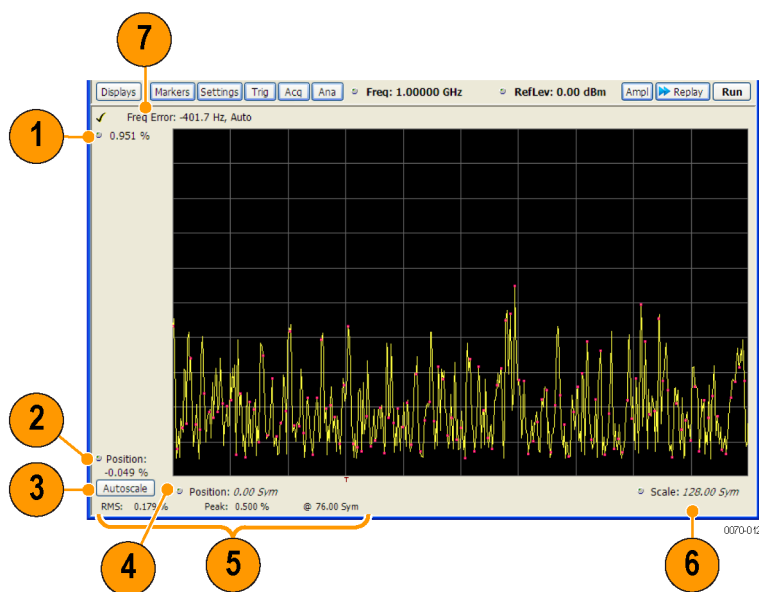 7
Displays Markers Settings Trig Acq Ana Freq: 1.00000 GHz RefLev: 0.00 dBm Ampl Replay Run
Freq Error: -401.7 Hz, Auto
1
0.951 %
2
Position:
-0.049 %
T
3
Autoscale
Position: 0.00 Sym
Scale: 128.00 Sym
RMS: 0.179 % Peak: 0.500 % @ 76.00 Sym
4
5
6
0070-012